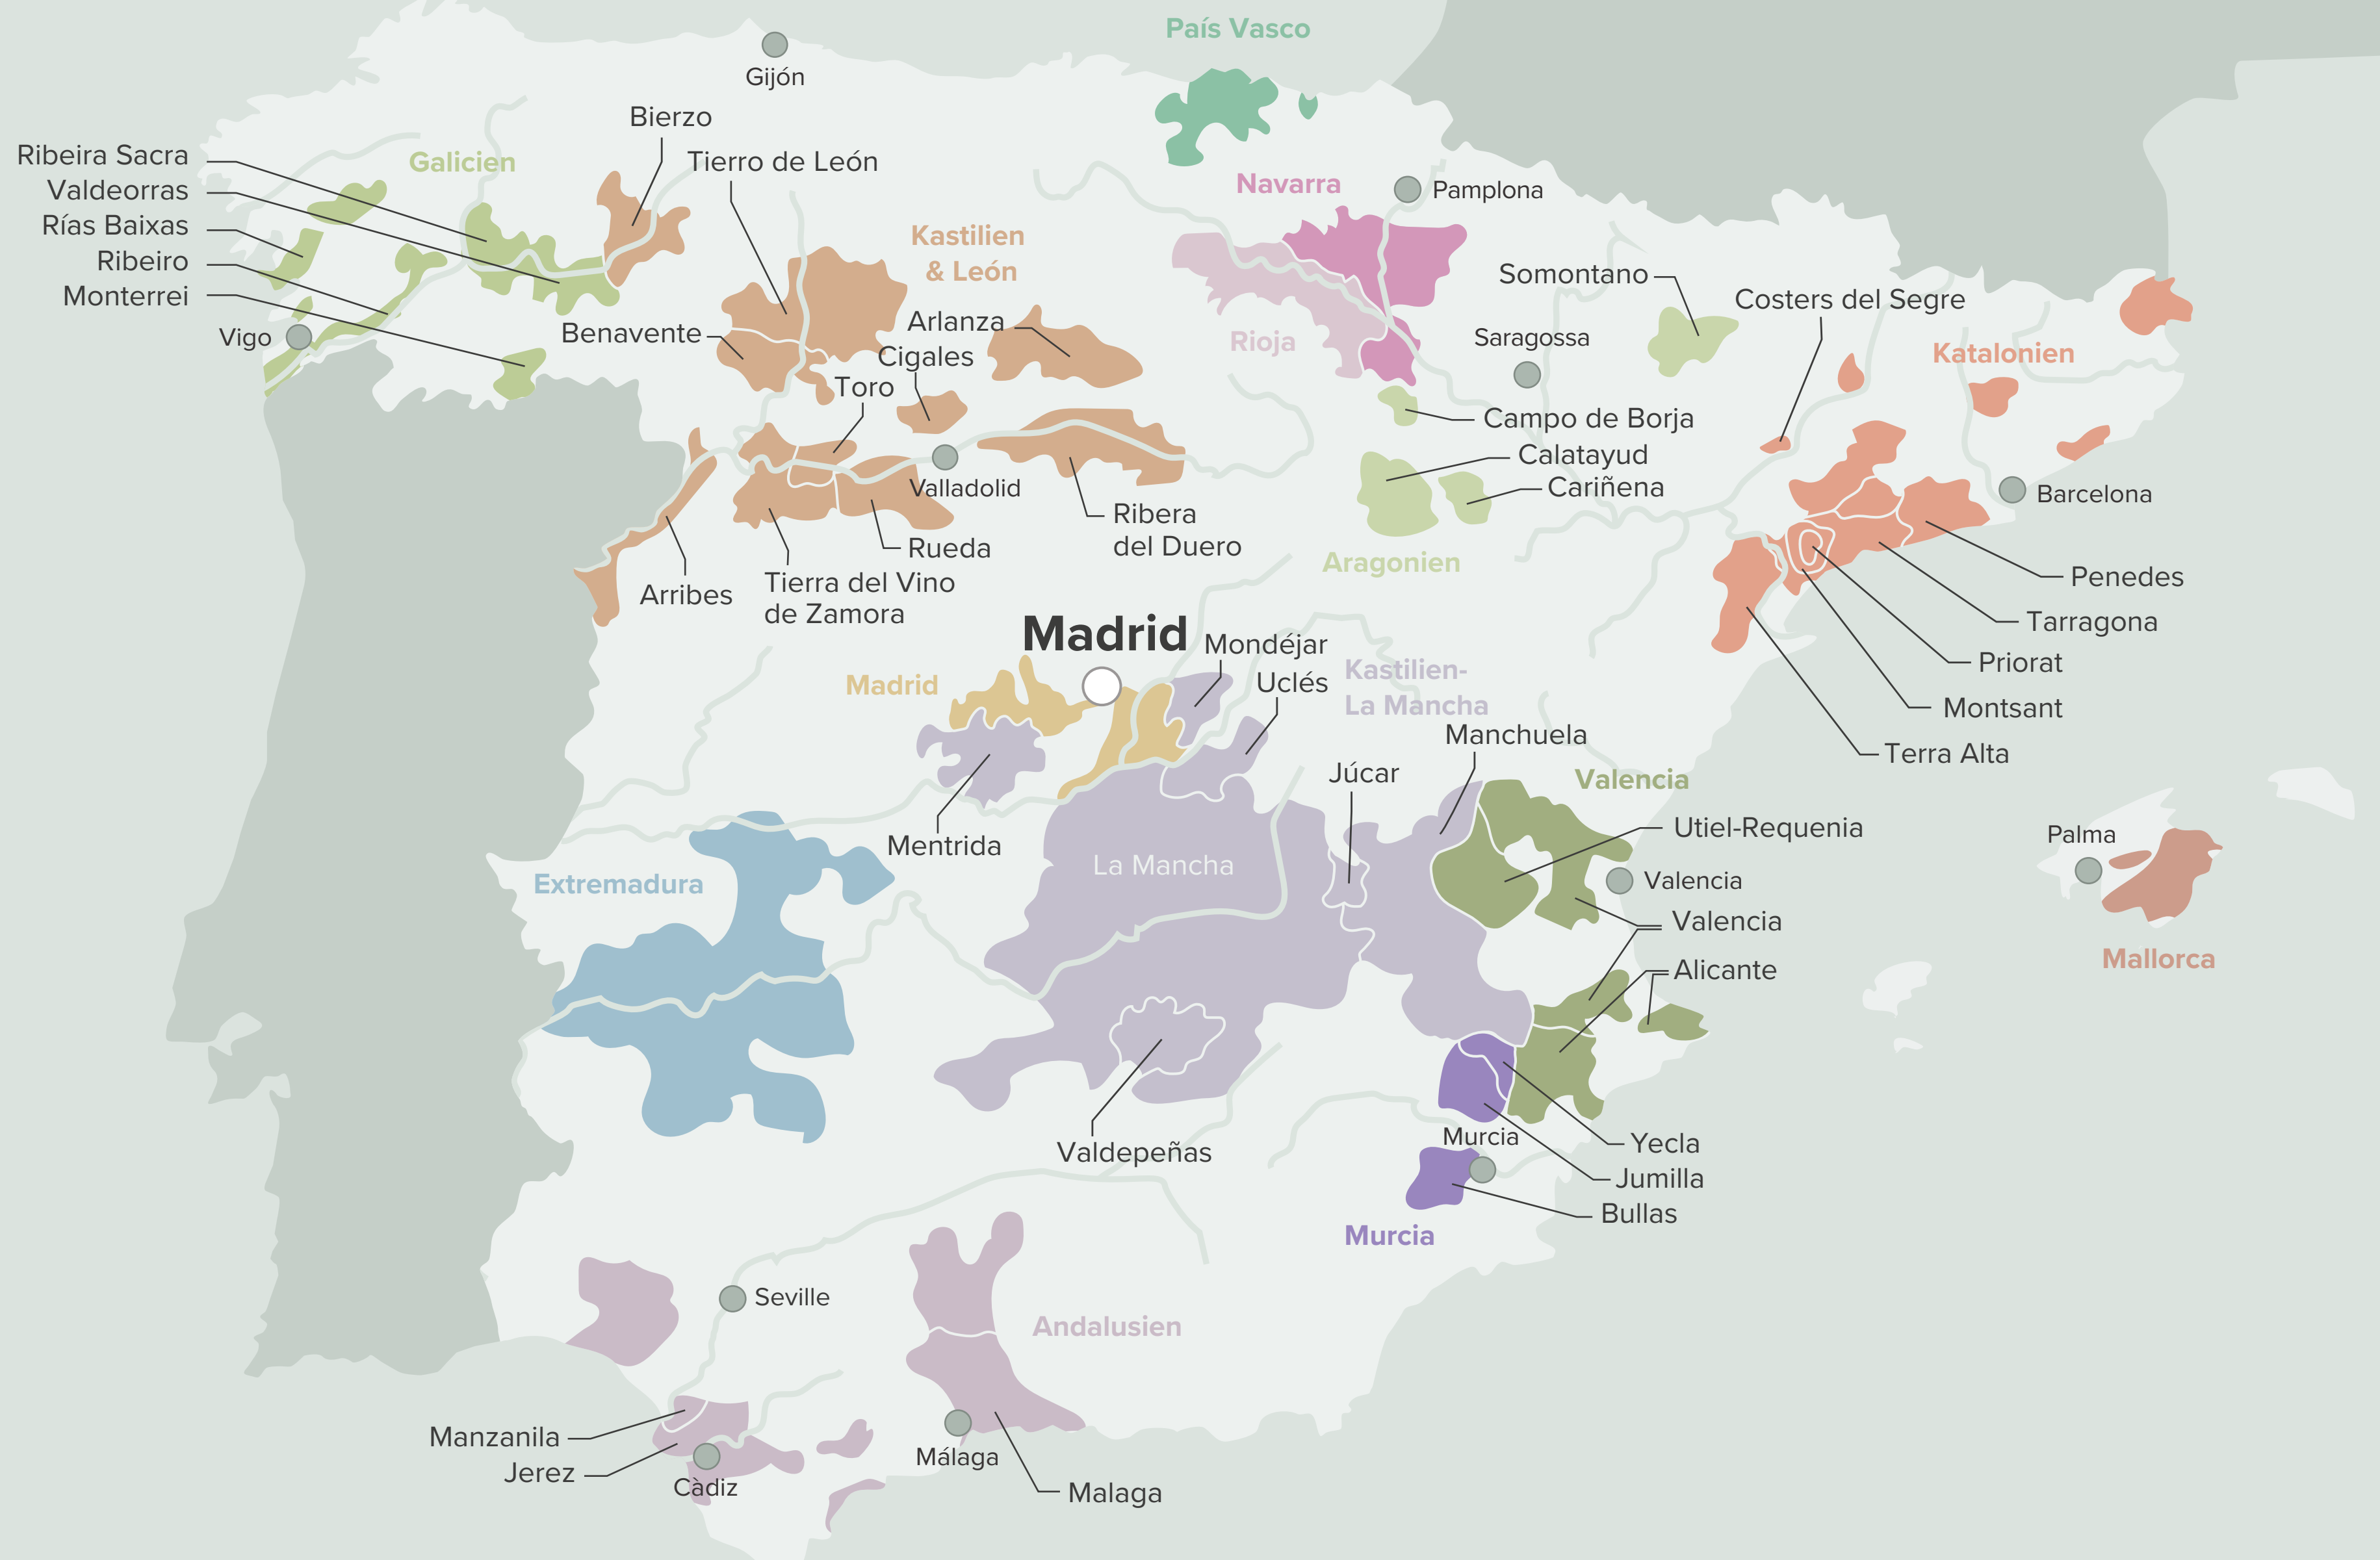 País Vasco
Gijón
Bierzo
Ribeira Sacra
Galicien
Tierro de León
Valdeorras
Navarra
Pamplona
Rías Baixas
Kastilien
& León
Ribeiro
Somontano
Monterrei
Costers del Segre
Vigo
Benavente
Arlanza
Rioja
Saragossa
Katalonien
Cigales
Toro
Campo de Borja
Calatayud
Valladolid
Cariñena
Barcelona
Ribera
del Duero
Rueda
Aragonien
Arribes
Tierra del Vino
de Zamora
Penedes
Tarragona
Madrid
Mondéjar
Priorat
Madrid
Uclés
Kastilien-
La Mancha
Montsant
Manchuela
Terra Alta
Júcar
Valencia
Mentrida
Utiel-Requenia
Palma
La Mancha
Extremadura
Valencia
Valencia
Mallorca
Alicante
Valdepeñas
Murcia
Yecla
Jumilla
Bullas
Murcia
Seville
Andalusien
Manzanila
Jerez
Càdiz
Málaga
Malaga